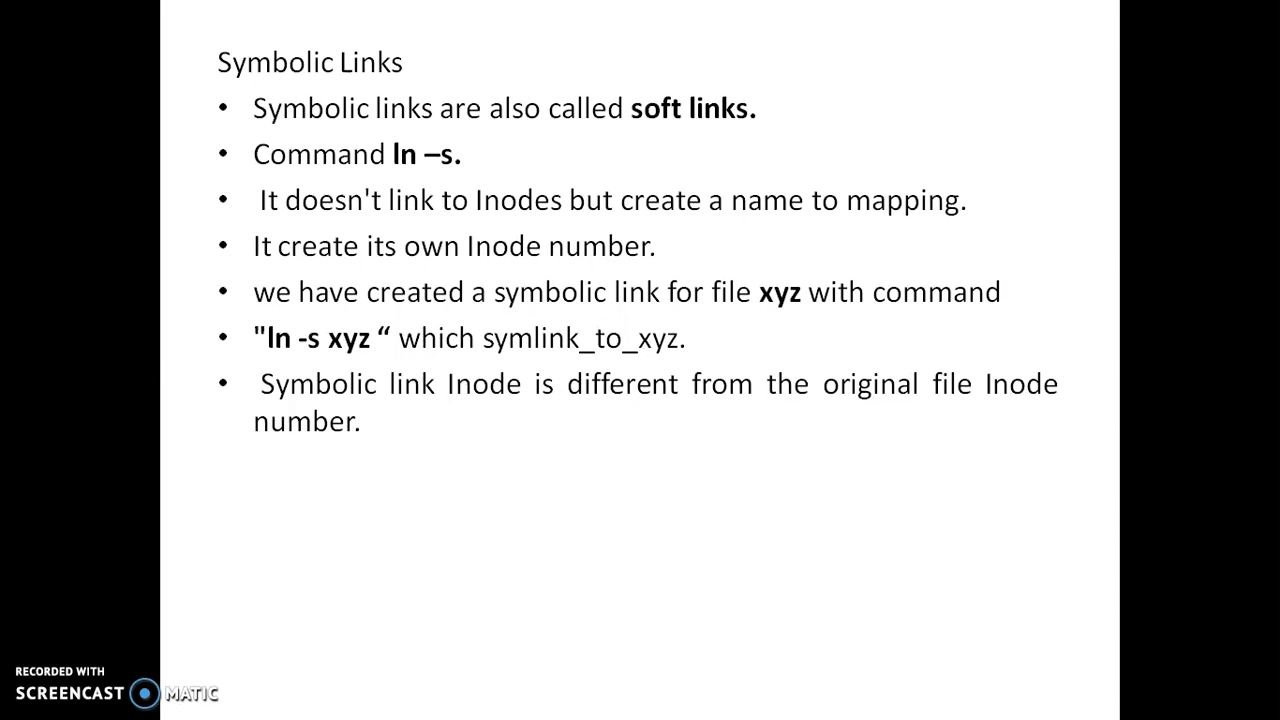 Symbolic Links
• Symbolic links are also called soft links.
• Command ln –s.
• It doesn't link to Inodes but create a name to mapping.
• It create its own Inode number.
• we have created a symbolic link for file xyz with command
• "ln -s xyz “ which symlink_to_xyz.
• Symbolic link Inode is different from the original file Inode
number.
RECORDED WITH
SCREENCAST MATIC